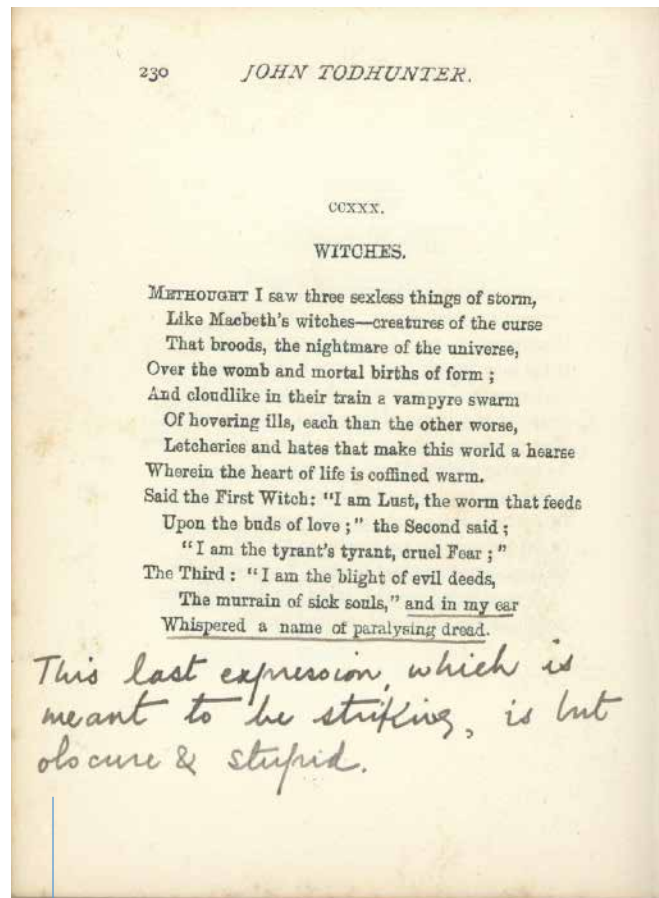 230 JOHN TODHUNTER.
CCXXX.
WITCHES.
METHOUGHT I saw three sexless things of storm,
Like Macbeth's witches—creatures of the curse
That broods, the nightmare of the universe,
Over the womb and mortal births of form ;
And cloudlike in their train a vampyre swarm
Of hovering ills, each than the other worse,
Letcheries and hates that make this world a hearse
Wherein the heart of life is coffined warm.
Said the First Witch: "I am Lust, the worm that feeds
Upon the buds of love ;" the Second said ;
"I am the tyrant's tyrant, cruel Fear ;"
The Third : "I am the blight of evil deeds,
The murrain of sick souls," and in my ear
Whispered a name of paralysing dread.
This last expression, which is
meant to be striking, is but
obscure & stupid.